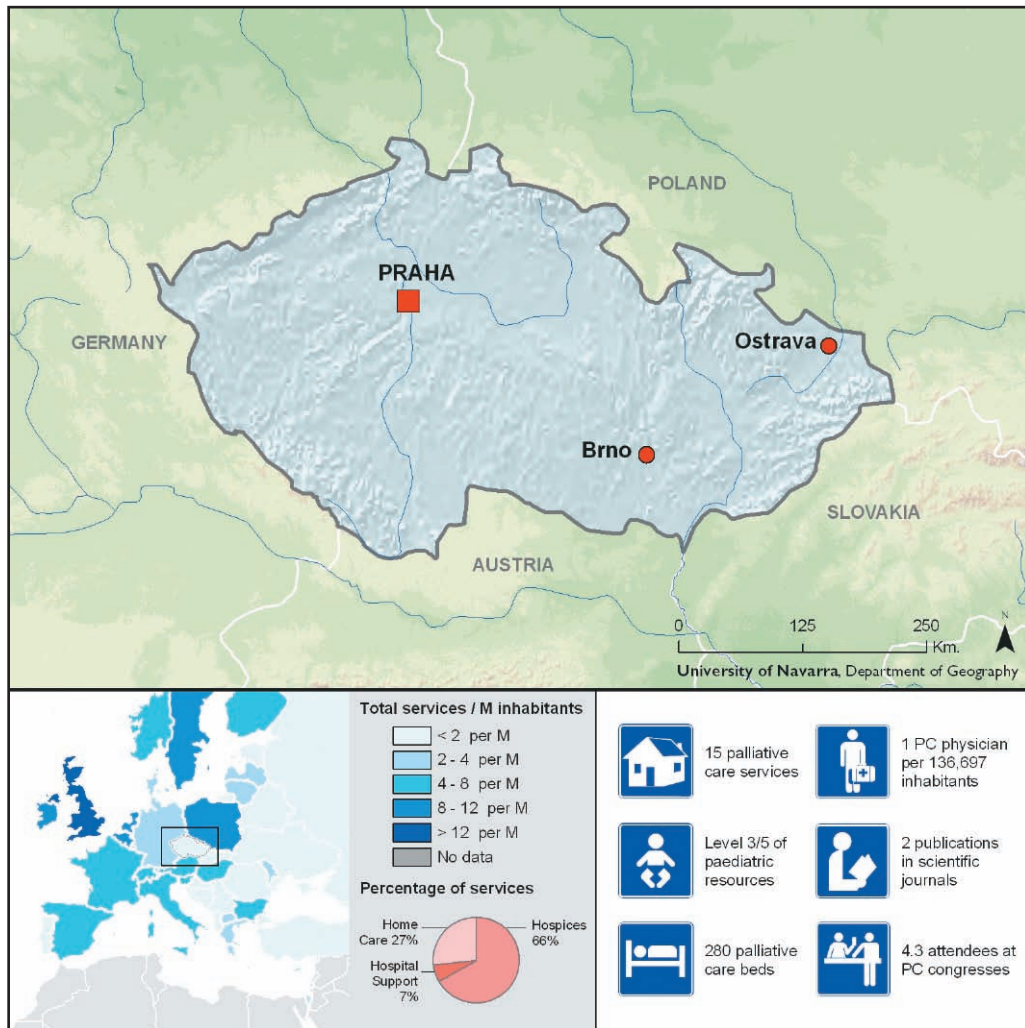 POLAND
PRAHA
GERMANY
Ostrava
Brno
SLOVAKIA
AUSTRIA
N
0 125 250
Km.
University of Navarra, Department of Geography
Total services / M inhabitants
< 2 per M
2 - 4 per M
4 - 8 per M
8 - 12 per M
> 12 per M
No data
Percentage of services
Home
Care 27%
Hospices
66%
Hospital
Support
7%
15 palliative
care services
1 PC physician
per 136,697
inhabitants
Level 3/5 of
paediatric
resources
2 publications
in scientific
journals
280 palliative
care beds
4.3 attendees at
PC congresses